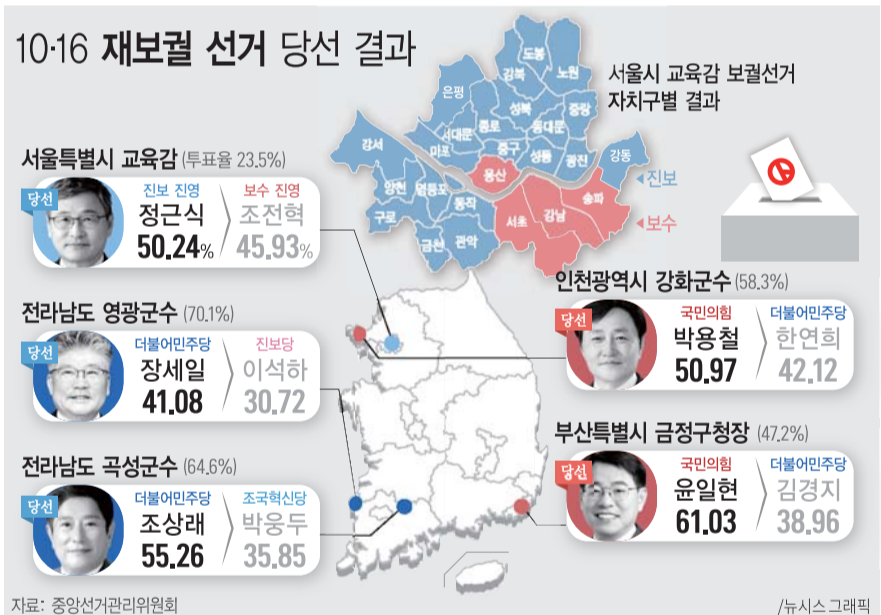 10·16 재보궐 선거 당선 결과
서울시 교육감 보궐선거
자치구별 결과
도봉
강북
노원
은평
성북
중랑
강서
서대문
종로
동대문
마포
중구
성동
광진
강동
용산
양천
영등포
동작
서초
강남
송파
구로
금천
관악
◀진보
◀보수
서울특별시 교육감 (투표율 23.5%)
당선
진보 진영
보수 진영
정근식
조전혁
50.24%
45.93%
전라남도 영광군수 (70.1%)
당선
더불어민주당
진보당
장세일
이석하
41.08
30.72
전라남도 곡성군수 (64.6%)
당선
더불어민주당
조국혁신당
조상래
박웅두
55.26
35.85
인천광역시 강화군수 (58.3%)
당선
국민의힘
더불어민주당
박용철
한연희
50.97
42.12
부산특별시 금정구청장 (47.2%)
당선
국민의힘
더불어민주당
윤일현
김경지
61.03
38.96
자료: 중앙선거관리위원회
/뉴시스 그래픽